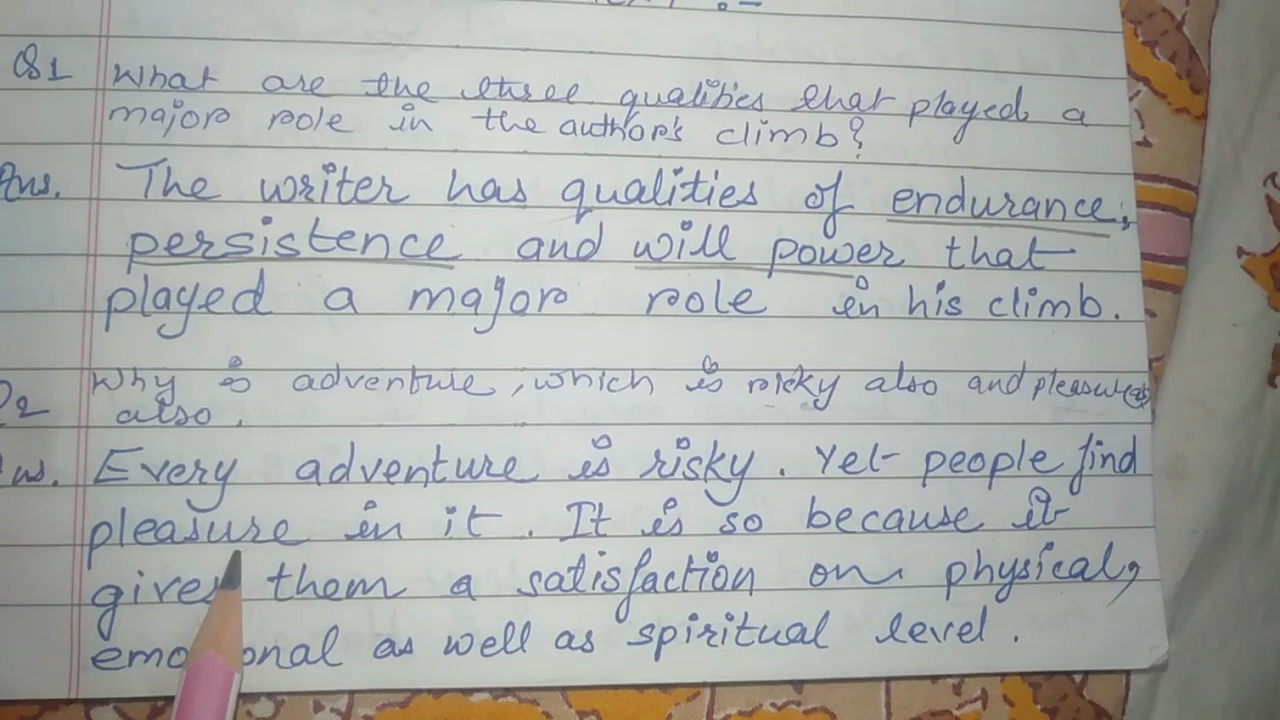 Q1 What are the three qualities that played a
major role in the author's climb?
Ans. The writer has qualities of endurance,
persistence and will power that
played a major role in his climb.
Q2 Why is adventure, which is risky also and pleasure
also.
Ans. Every adventure is risky. Yet people find
pleasure in it. It is so because it
gives them a satisfaction on physical,
emotional as well as spiritual level.